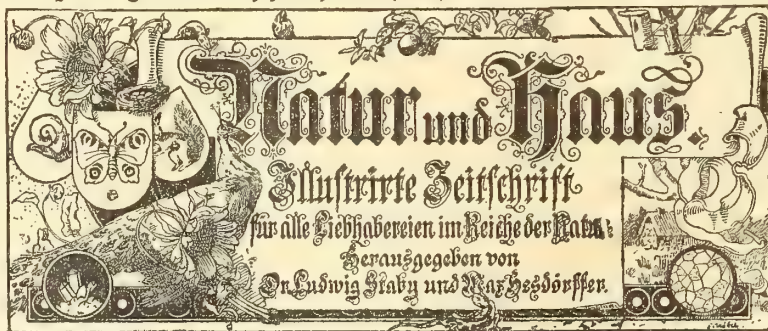 Natur und Haus.
Illustrirte Zeitschrift
für alle Liebhabereien im Reiche der Natur.
Herausgegeben von
Dr. Ludwig Staby und Max Hesdörffer.